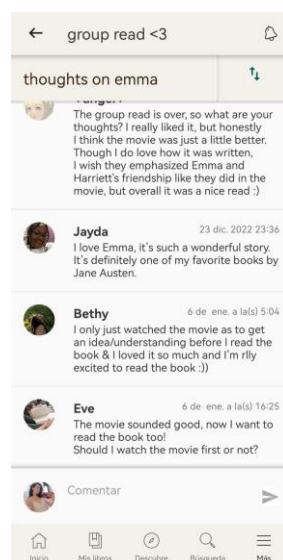 group read <3
thoughts on emma
The group read is over, so what are your
thoughts? I really liked it, but honestly
I think the movie was just a little better.
Though I do love how it was written,
I wish they emphasized Emma and
Harriett's friendship like they did in the
movie, but overall it was a nice read :)
Jayda 23 dic. 2022 23:36
I love Emma, it's such a wonderful story.
It's definitely one of my favorite books by
Jane Austen.
Bethy 6 de ene. a la(s) 5:04
I only just watched the movie as to get
an idea/understanding before I read the
book & I loved it so much and I'm rlly
excited to read the book :))
Eve 6 de ene. a la(s) 16:25
The movie sounded good, now I want to
read the book too!
Should I watch the movie first or not?
Comentar
Inicio Mis libros Descubre Búsqueda Más